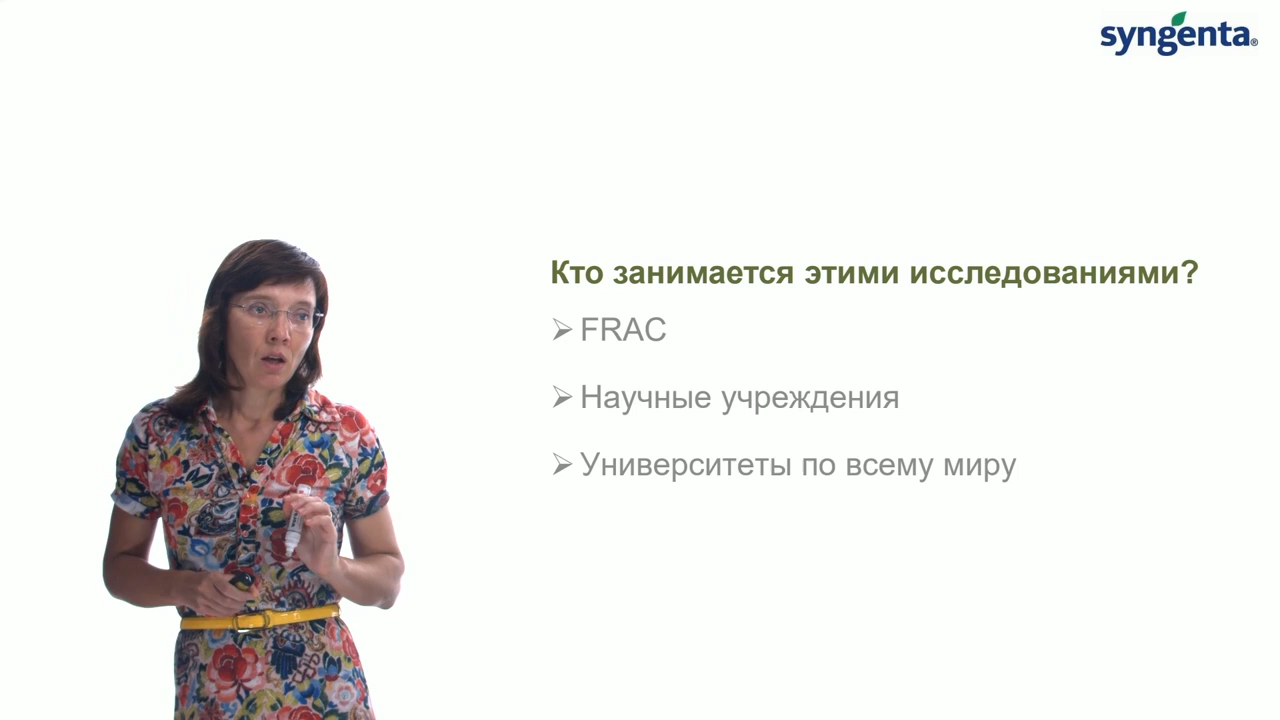 syngenta®
Кто занимается этими исследованиями?
➢ FRAC
➢ Научные учреждения
➢ Университеты по всему миру